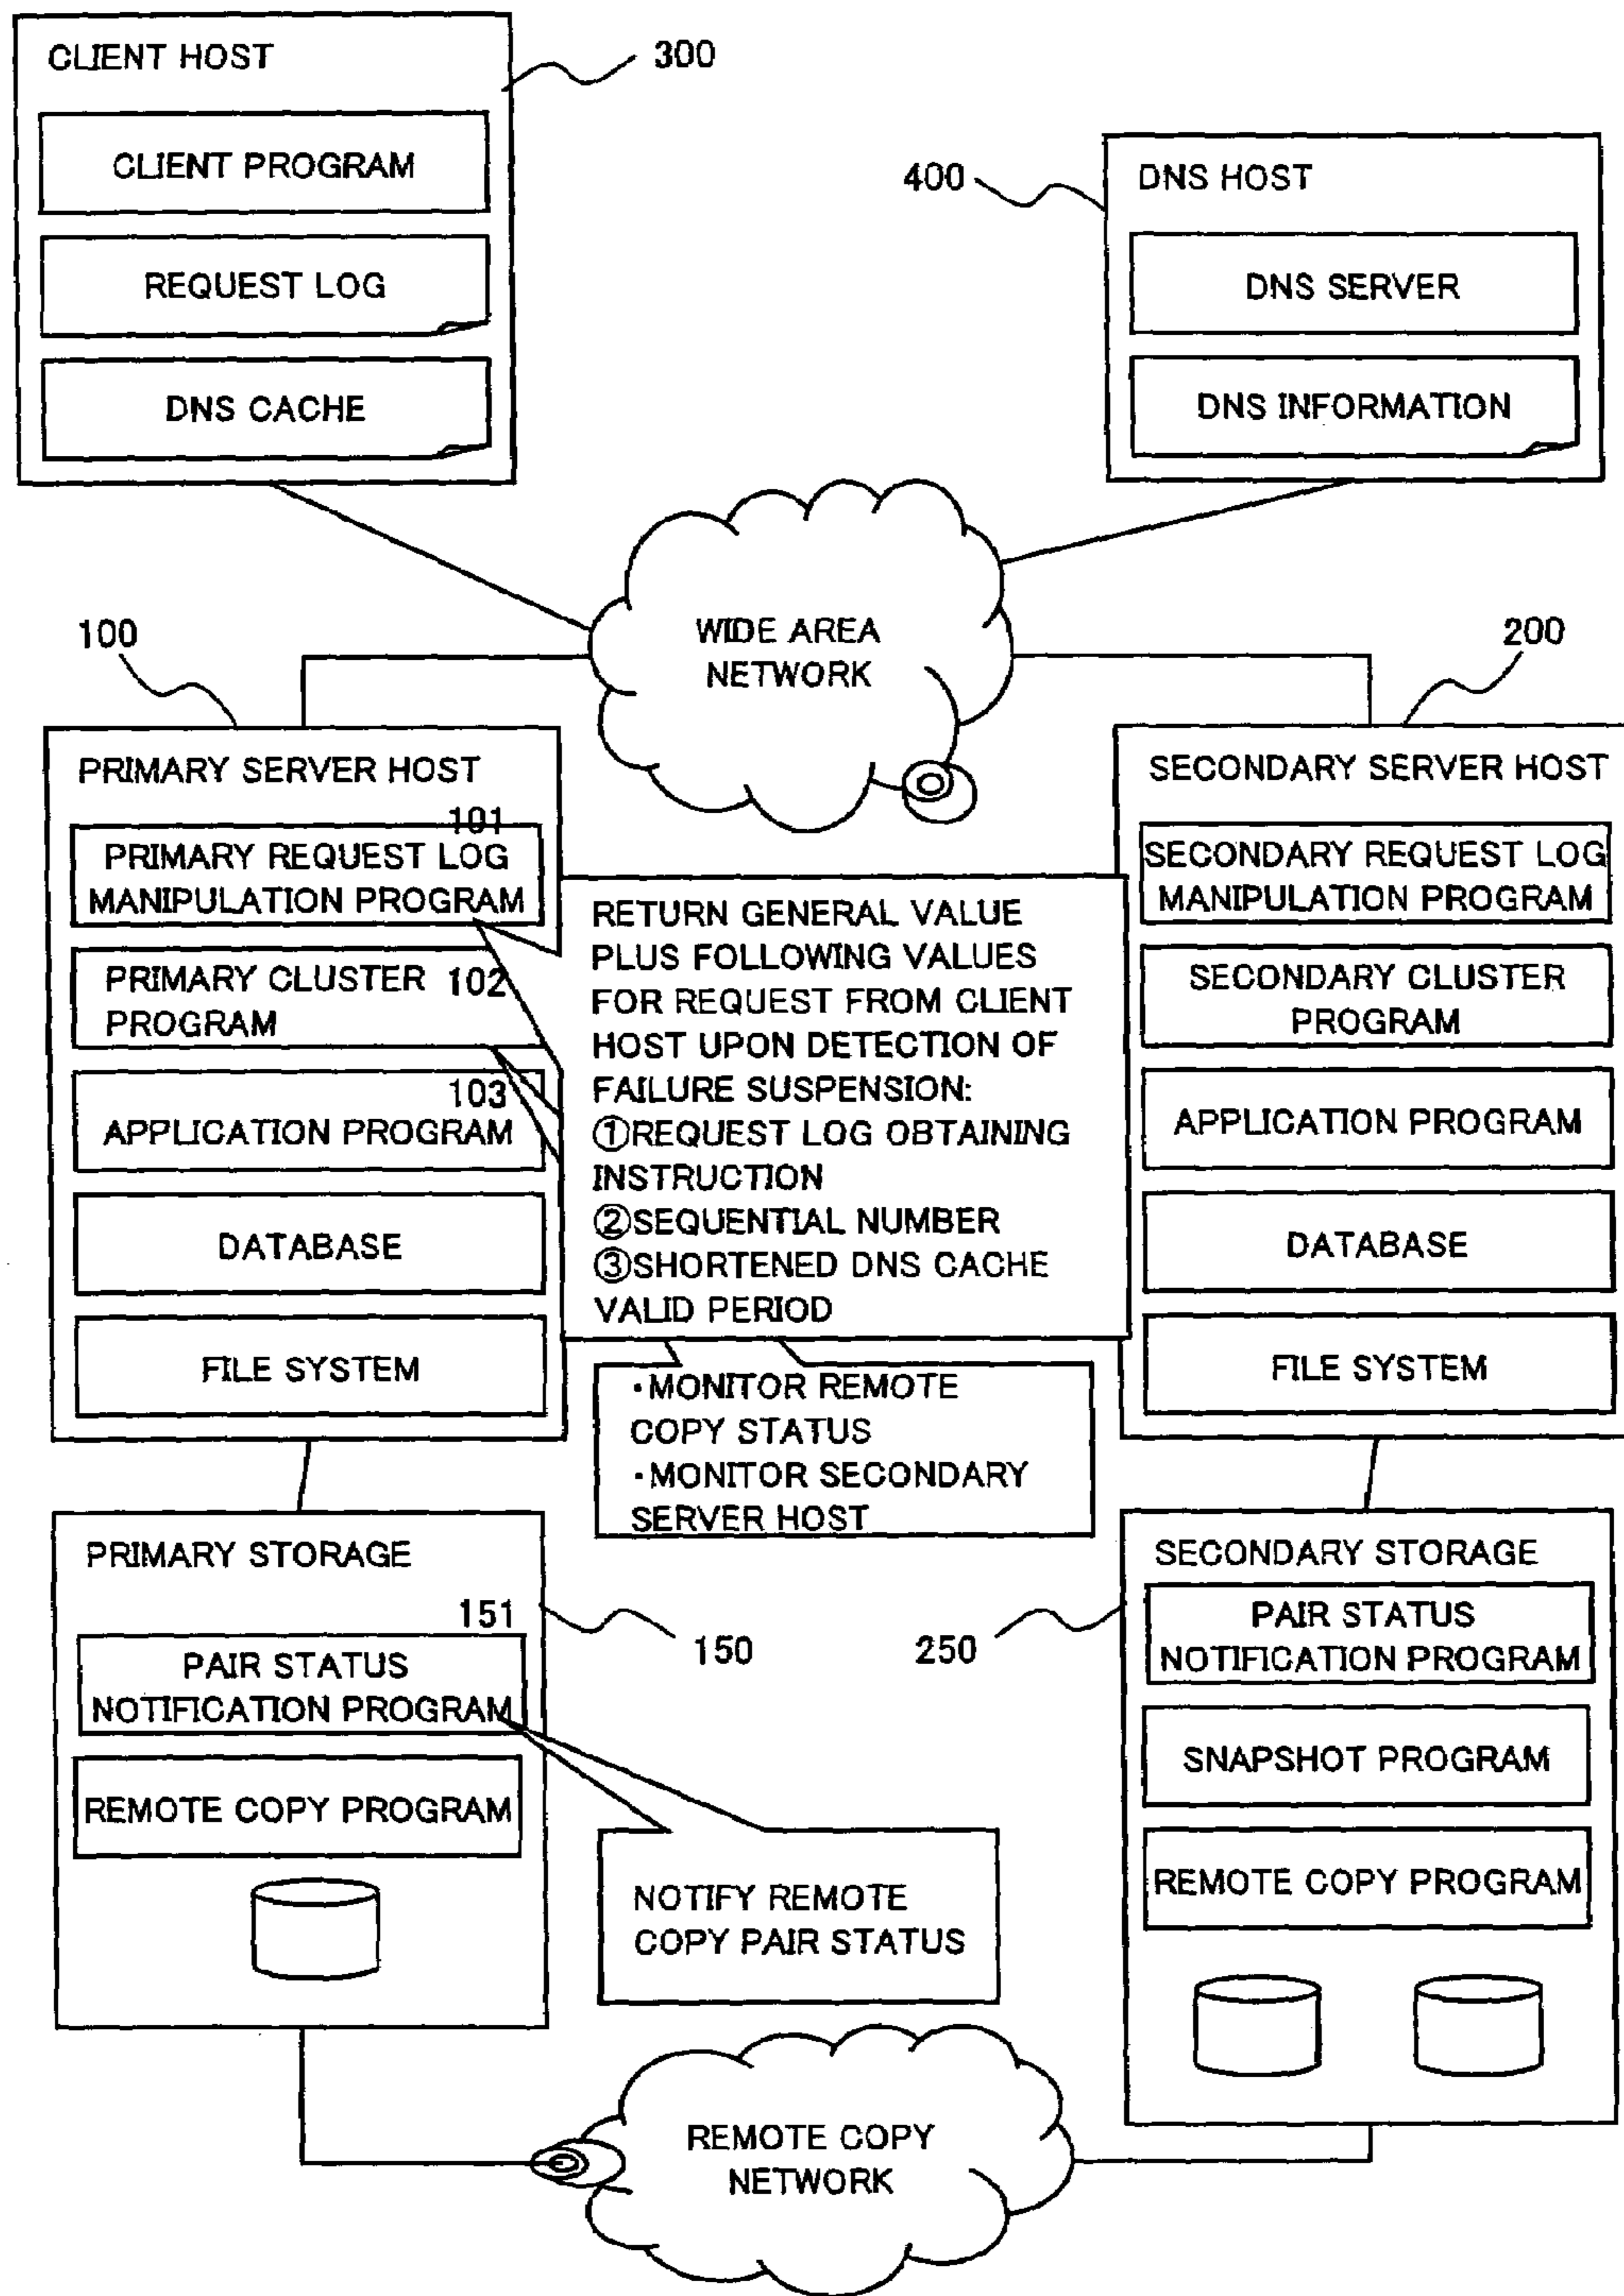 CLIENT HOST
300
CLIENT PROGRAM
REQUEST LOG
DNS CACHE
400
DNS HOST
DNS SERVER
DNS INFORMATION
WIDE AREA
NETWORK
100
200
PRIMARY SERVER HOST
101
PRIMARY REQUEST LOG
MANIPULATION PROGRAM
PRIMARY CLUSTER
102
PROGRAM
103
APPLICATION PROGRAM
DATABASE
FILE SYSTEM
RETURN GENERAL VALUE
PLUS FOLLOWING VALUES
FOR REQUEST FROM CLIENT
HOST UPON DETECTION OF
FAILURE SUSPENSION:
①REQUEST LOG OBTAINING
INSTRUCTION
②SEQUENTIAL NUMBER
③SHORTENED DNS CACHE
VALID PERIOD
・MONITOR REMOTE
COPY STATUS
・MONITOR SECONDARY
SERVER HOST
SECONDARY SERVER HOST
SECONDARY REQUEST LOG
MANIPULATION PROGRAM
SECONDARY CLUSTER
PROGRAM
APPLICATION PROGRAM
DATABASE
FILE SYSTEM
PRIMARY STORAGE
151
PAIR STATUS
NOTIFICATION PROGRAM
REMOTE COPY PROGRAM
150
250
NOTIFY REMOTE
COPY PAIR STATUS
SECONDARY STORAGE
PAIR STATUS
NOTIFICATION PROGRAM
SNAPSHOT PROGRAM
REMOTE COPY PROGRAM
REMOTE COPY
NETWORK